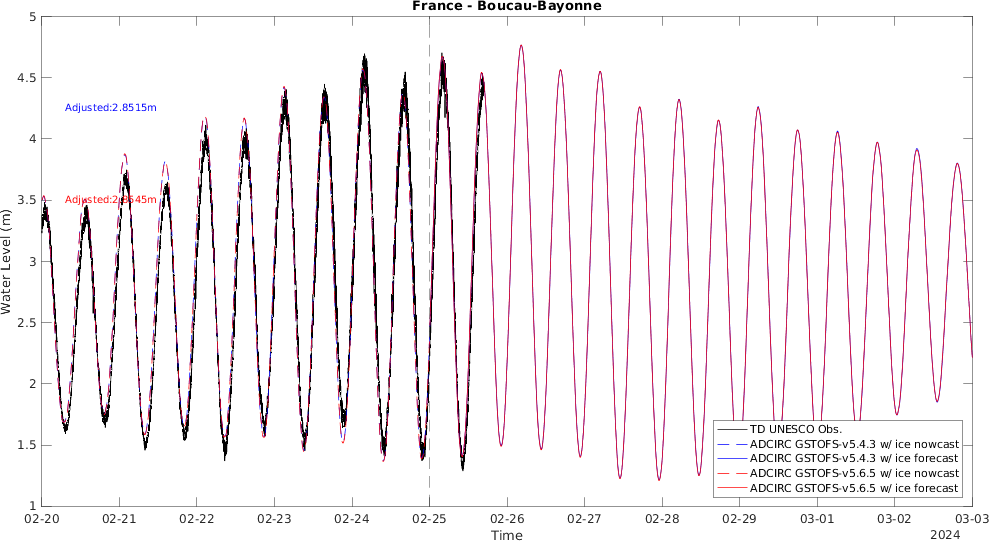 France - Boucau-Bayonne
5
4.5
4
3.5
3
2.5
2
1.5
1
Water Level (m)
Adjusted:2.8515m
Adjusted:2.8545m
TD UNESCO Obs.
ADCIRC GSTOFS-v5.4.3 w/ ice nowcast
ADCIRC GSTOFS-v5.4.3 w/ ice forecast
ADCIRC GSTOFS-v5.6.5 w/ ice nowcast
ADCIRC GSTOFS-v5.6.5 w/ ice forecast
02-20 02-21 02-22 02-23 02-24 02-25 02-26 02-27 02-28 02-29 03-01 03-02 03-03
Time
2024